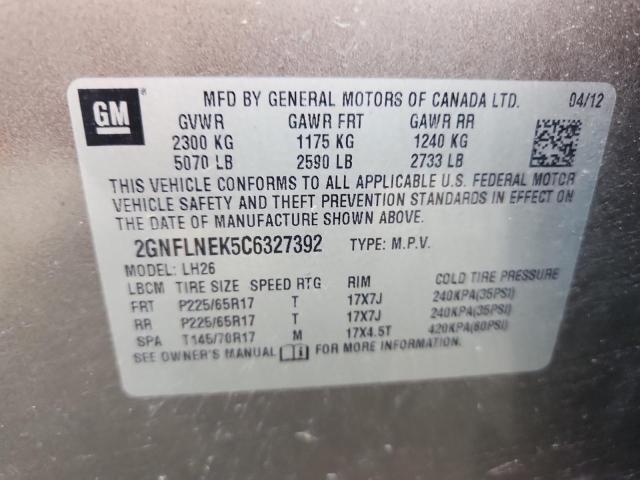 GM MFD BY GENERAL MOTORS OF CANADA LTD. 04/12
GVWR GAWR FRT GAWR RR
2300 KG 1175 KG 1240 KG
5070 LB 2590 LB 2733 LB
THIS VEHICLE CONFORMS TO ALL APPLICABLE U.S. FEDERAL MOTOR
VEHICLE SAFETY AND THEFT PREVENTION STANDARDS IN EFFECT ON
THE DATE OF MANUFACTURE SHOWN ABOVE.
2GNFLNEK5C6327392 TYPE: M.P.V.
MODEL: LH26
LBCM TIRE SIZE SPEED RTG RIM COLD TIRE PRESSURE
FRT P225/65R17 T 17X7J 240KPA(35PSI)
RR P225/65R17 T 17X7J 240KPA(35PSI)
SPA T145/70R17 M 17X4.5T 420KPA(60PSI)
SEE OWNER'S MANUAL FOR MORE INFORMATION.